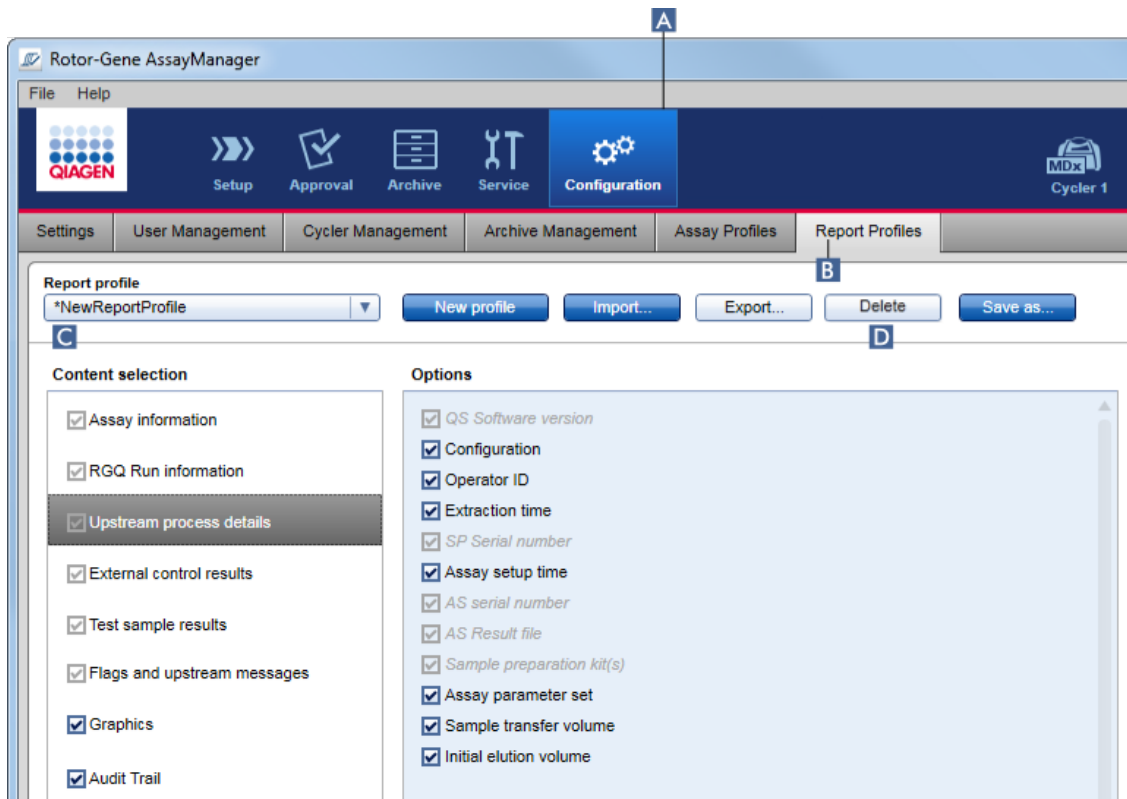 A
Rotor-Gene AssayManager
File Help
QIAGEN
Setup
Approval
Archive
Service
Configuration
MDx
Cycler 1
Settings
User Management
Cycler Management
Archive Management
Assay Profiles
Report Profiles
B
Report profile
*NewReportProfile
New profile
Import...
Export...
Delete
Save as...
C
D
Content selection
Assay information
RGQ Run information
Upstream process details
External control results
Test sample results
Flags and upstream messages
Graphics
Audit Trail
Options
QS Software version
Configuration
Operator ID
Extraction time
SP Serial number
Assay setup time
AS serial number
AS Result file
Sample preparation kit(s)
Assay parameter set
Sample transfer volume
Initial elution volume